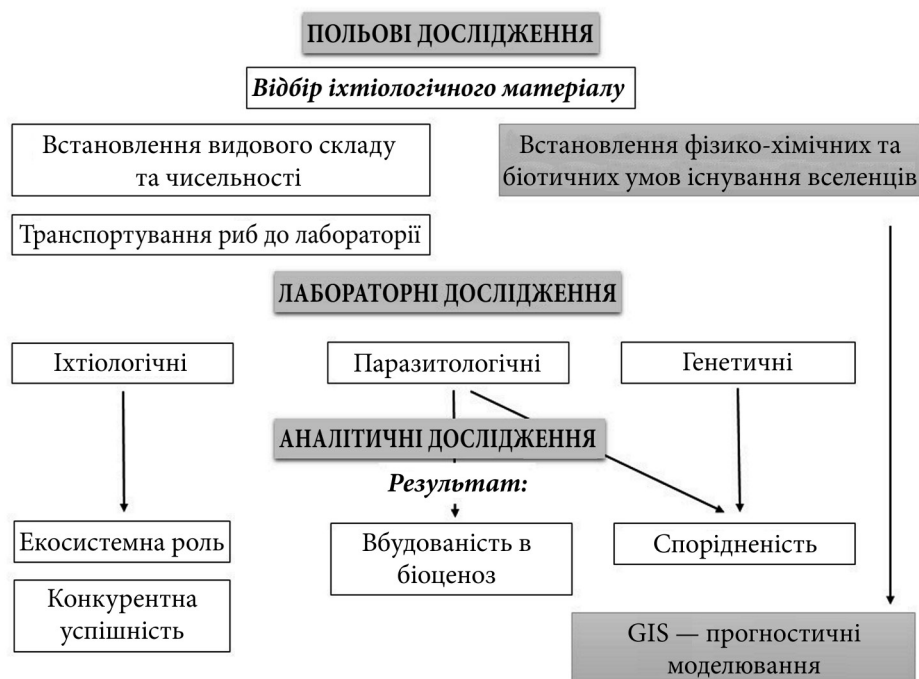 ПОЛЬОВІ ДОСЛІДЖЕННЯ
Відбір іхтіологічного матеріалу
Встановлення видового складу
та чисельності
Встановлення фізико-хімічних та
біотичних умов існування вселенців
Транспортування риб до лабораторії
ЛАБОРАТОРНІ ДОСЛІДЖЕННЯ
Іхтіологічні
Паразитологічні
Генетичні
АНАЛІТИЧНІ ДОСЛІДЖЕННЯ
Результат:
Екосистемна роль
Вбудованість в
біоценоз
Спорідненість
Конкурентна
успішність
GIS — прогностичні
моделювання